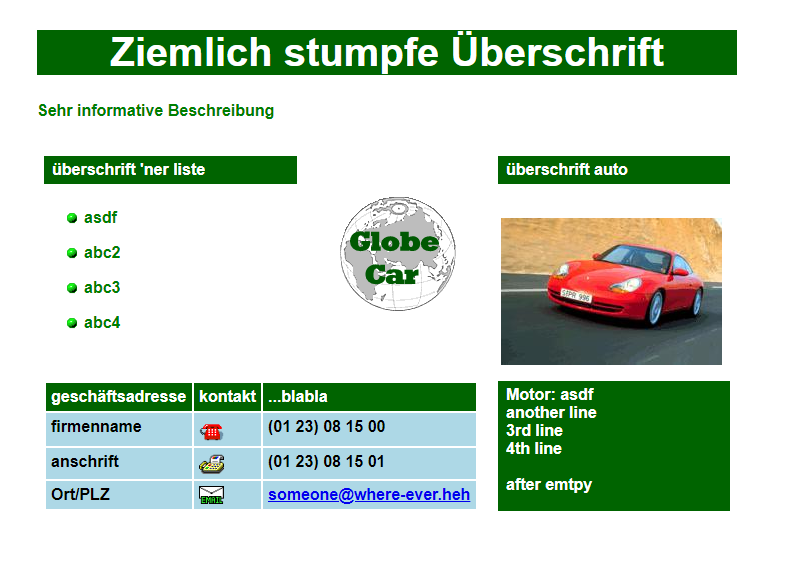 Ziemlich stumpfe Überschrift
Sehr informative Beschreibung
überschrift 'ner liste
asdf
abc2
abc3
abc4
Globe
Car
überschrift auto
S PR 996
geschäftsadresse kontakt ...blabla
firmenname (01 23) 08 15 00
anschrift (01 23) 08 15 01
Ort/PLZ EMAIL someone@where-ever.heh
Motor: asdf
another line
3rd line
4th line
after emtpy